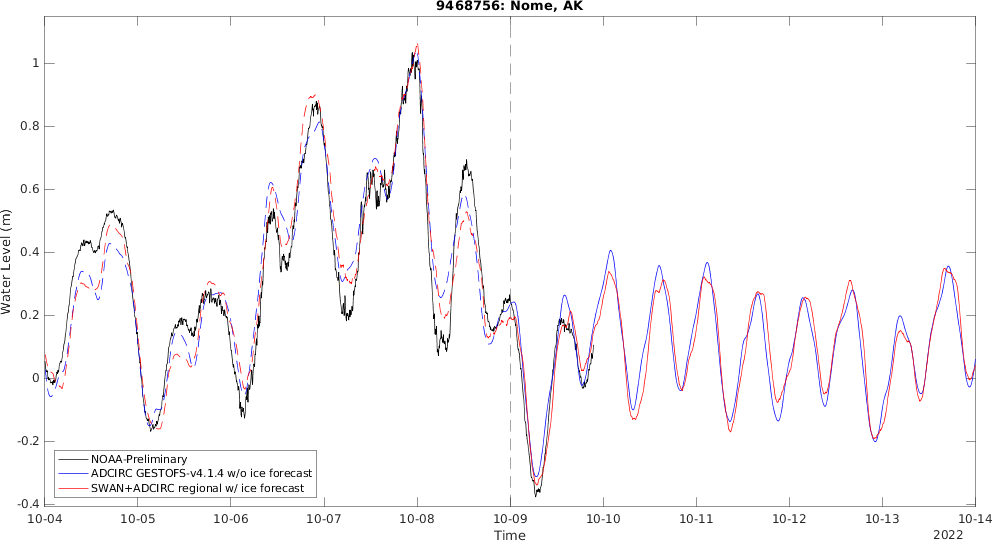 9468756: Nome, AK
Water Level (m)
1
0.8
0.6
0.4
0.2
0
-0.2
-0.4
NOAA-Preliminary
ADCIRC GESTOFS-v4.1.4 w/o ice forecast
SWAN+ADCIRC regional w/ ice forecast
10-04 10-05 10-06 10-07 10-08 10-09 10-10 10-11 10-12 10-13 10-14
Time
2022